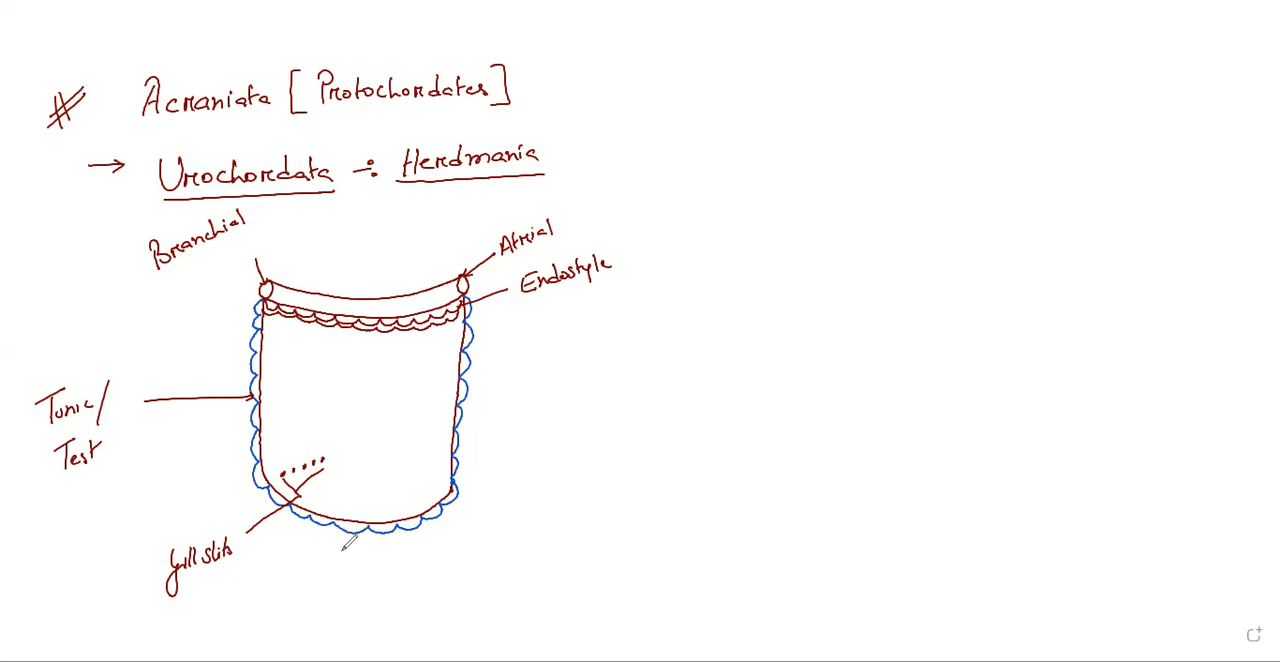 # Acraniata [Protochordates]
→ Urochordata ÷ Herdmania
Branchial
Atrial
Endostyle
Tunic/
Test
Gill slits